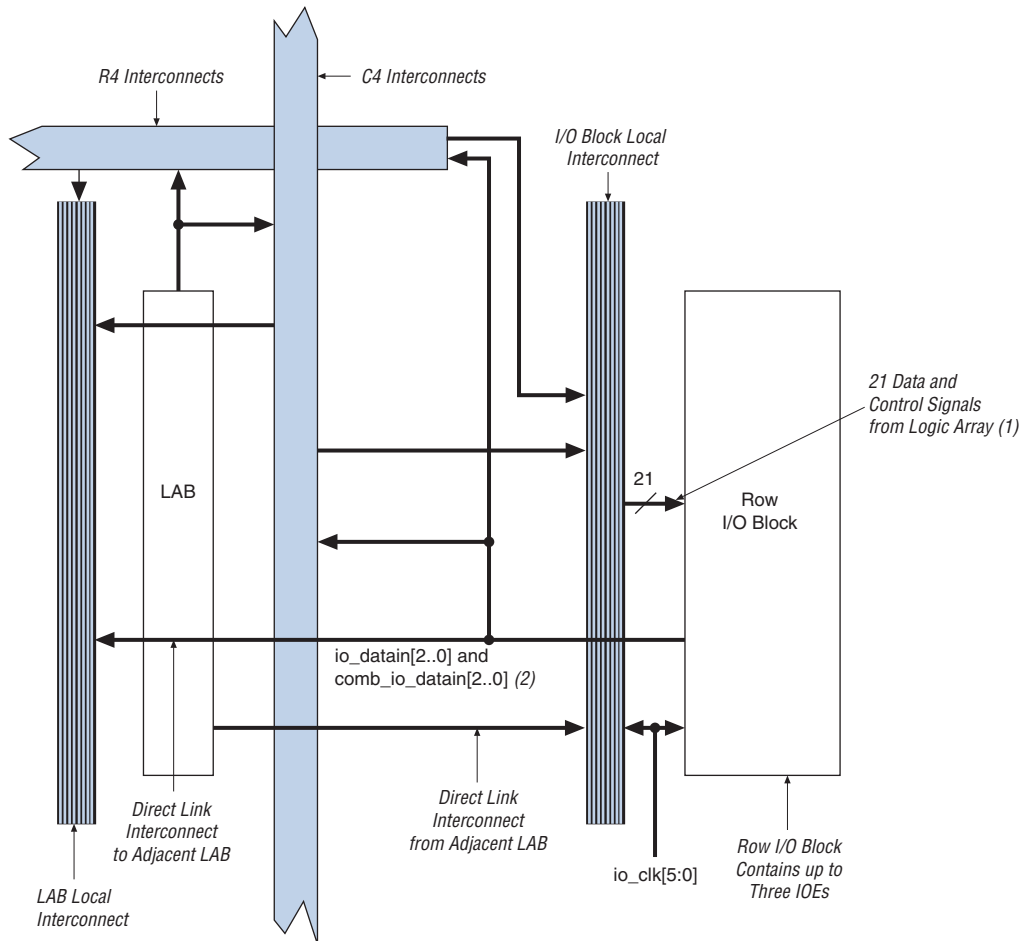 R4 Interconnects
C4 Interconnects
I/O Block Local
Interconnect
21 Data and
Control Signals
from Logic Array (1)
21
LAB
Row
I/O Block
io_datain[2..0] and
comb_io_datain[2..0] (2)
Direct Link
Interconnect
to Adjacent LAB
Direct Link
Interconnect
from Adjacent LAB
Row I/O Block
Contains up to
Three IOEs
io_clk[5:0]
LAB Local
Interconnect